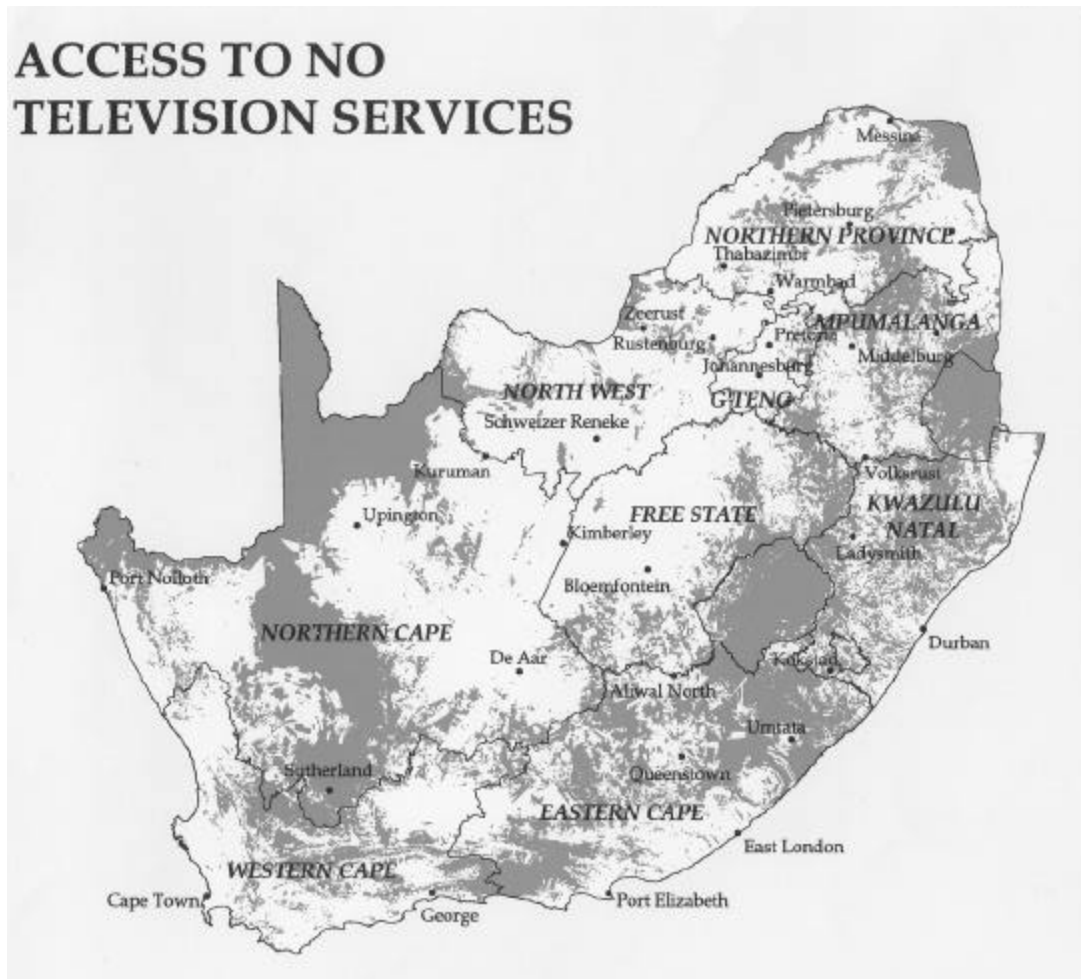 ACCESS TO NO
TELEVISION SERVICES
Messina
Pietersburg
NORTHERN PROVINCE
Thabazimbi
Warmbad
Zeerust
MPUMALANGA
Rustenburg
Pretoria
Middelburg
Johannesburg
NORTH WEST
G'TENG
Schweizer Reneke
Kuruman
Volksrust
KWAZULU
NATAL
Upington
FREE STATE
Kimberley
Ladysmith
Port Nolloth
Bloemfontein
NORTHERN CAPE
Durban
De Aar
Kokstad
Aliwal North
Umtata
Sutherland
Queenstown
EASTERN CAPE
East London
WESTERN CAPE
Cape Town
George
Port Elizabeth